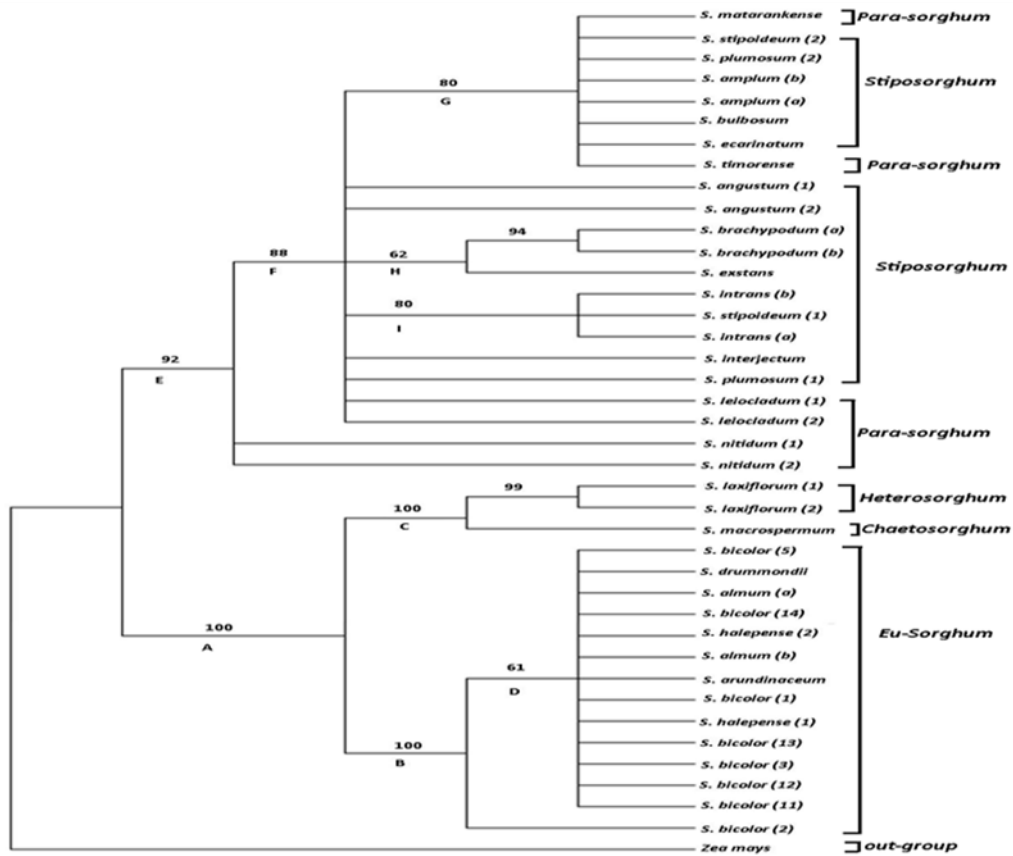 S. matarankense ]Para-sorghum
S. stipoideum (2)
S. plumosum (2)
Stiposorghum
S. amplum (b)
80
G
S. amplum (a)
S. bulbosum
S. ecarinatum
S. timorense ] Para-sorghum
S. angustum (1)
S. angustum (2)
94
S. brachypodum (a)
88
F
62
H
S. brachypodum (b)
Stiposorghum
S. exstans
80
I
S. intrans (b)
S. stipoideum (1)
S. intrans (a)
92
E
S. interjectum
S. plumosum (1)
S. leiocladum (1)
S. leiocladum (2)
Para-sorghum
S. nitidum (1)
S. nitidum (2)
99
S. laxiflorum (1)
Heterosorghum
S. laxiflorum (2)
100
C
S. macrospermum ]Chaetosorghum
S. bicolor (5)
S. drummondii
S. almum (a)
S. bicolor (14)
100
A
S. halepense (2)
Eu-Sorghum
S. almum (b)
61
D
S. arundinaceum
S. bicolor (1)
S. halepense (1)
100
B
S. bicolor (13)
S. bicolor (3)
S. bicolor (12)
S. bicolor (11)
S. bicolor (2)
Zea mays ]out-group